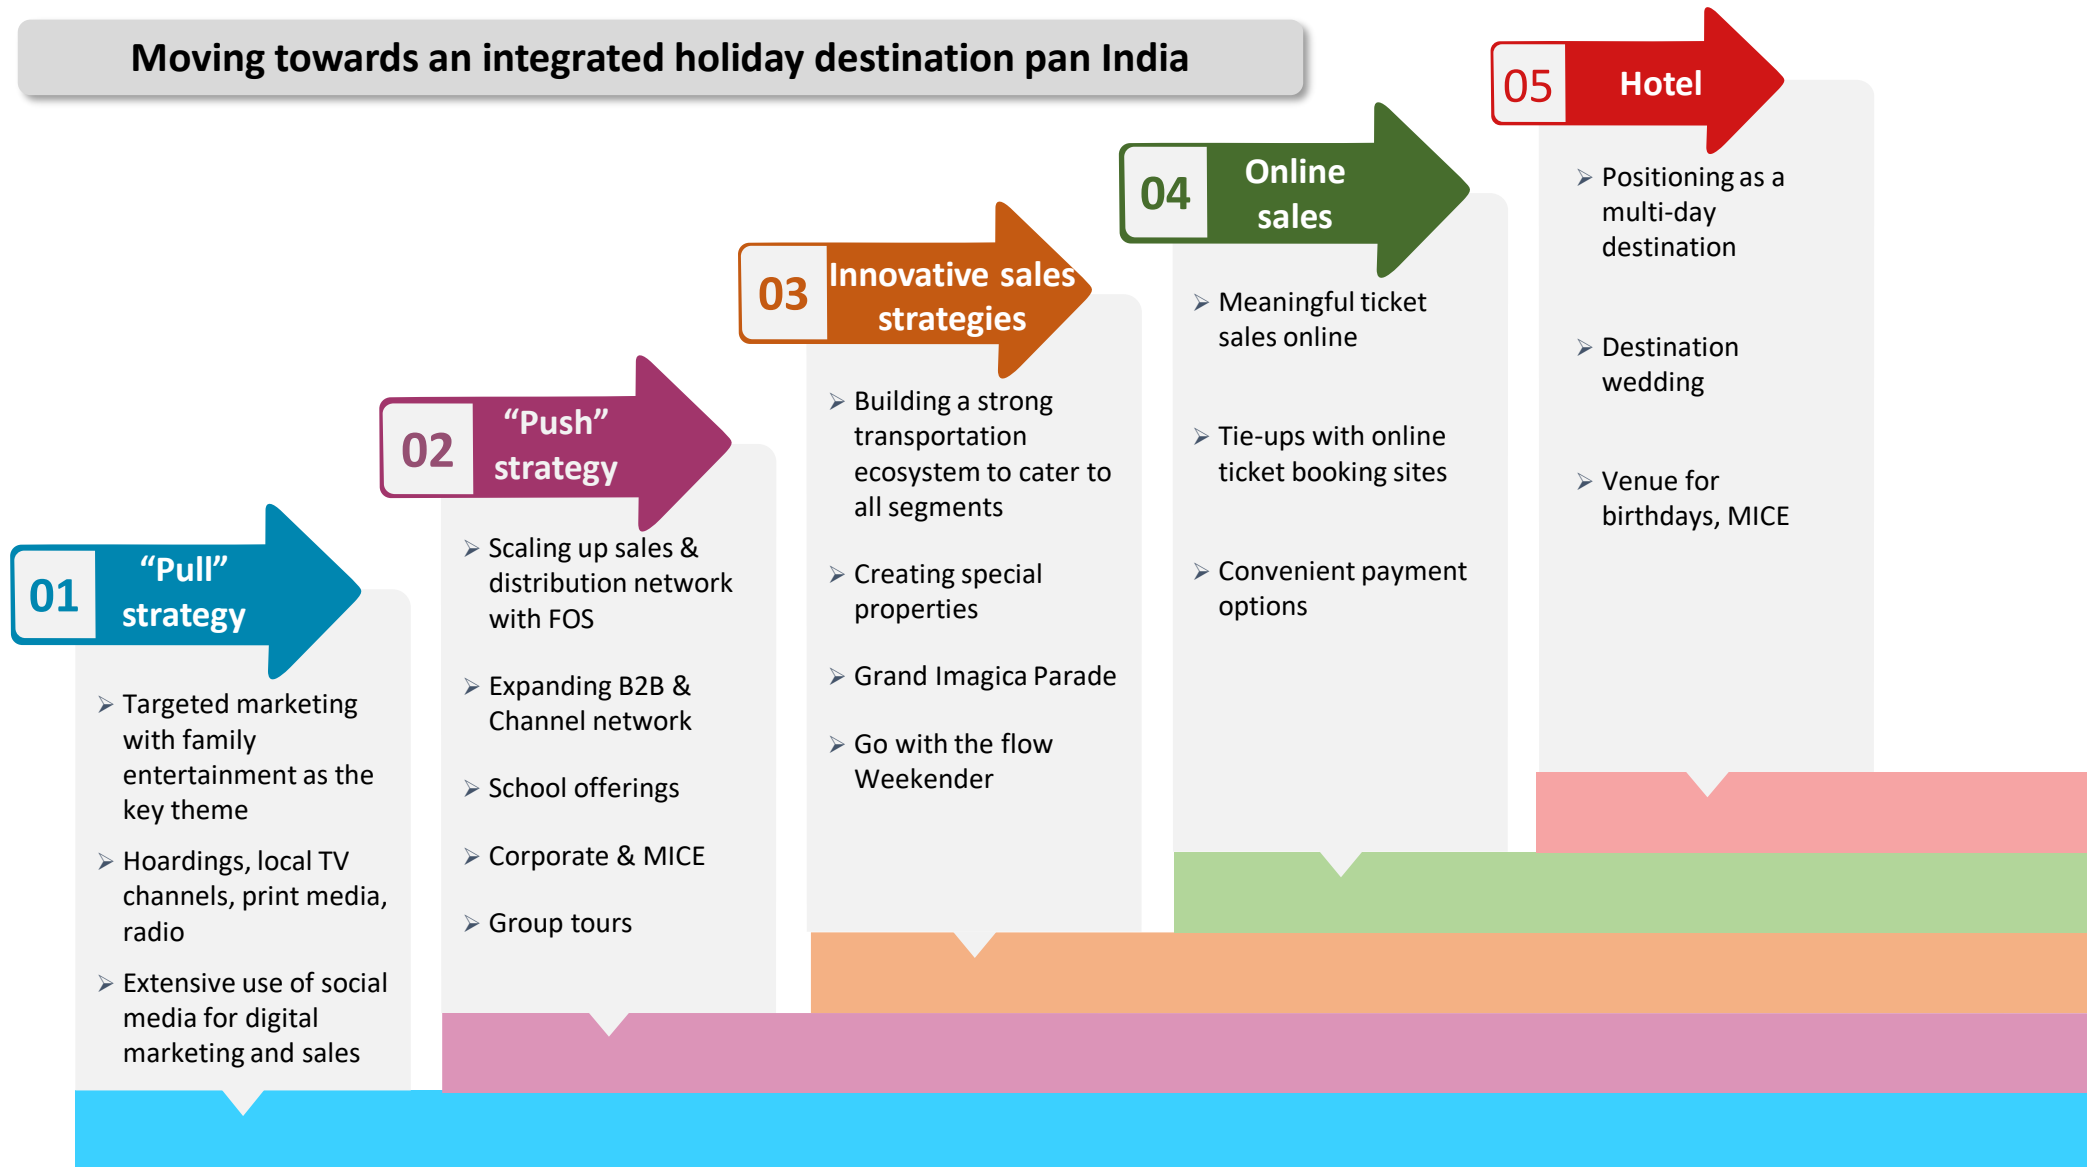 Moving towards an integrated holiday destination pan India
01
“Pull”
strategy
Targeted marketing
with family
entertainment as the
key theme
Hoardings, local TV
channels, print media,
radio
Extensive use of social
media for digital
marketing and sales
02
“Push”
strategy
Scaling up sales &
distribution network
with FOS
Expanding B2B &
Channel network
School offerings
Corporate & MICE
Group tours
03
Innovative sales
strategies
Building a strong
transportation
ecosystem to cater to
all segments
Creating special
properties
Grand Imagica Parade
Go with the flow
Weekender
04
Online
sales
Meaningful ticket
sales online
Tie-ups with online
ticket booking sites
Convenient payment
options
05
Hotel
Positioning as a
multi-day
destination
Destination
wedding
Venue for
birthdays, MICE